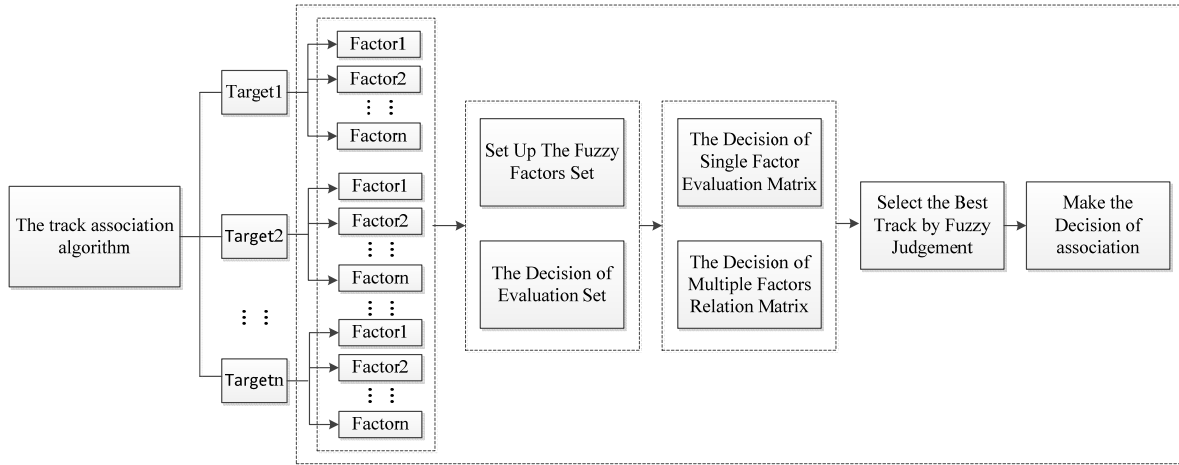 The track association
algorithm
Target1
Target2
Targetn
Factor1
Factor2
Factorn
Factor1
Factor2
Factorn
Factor1
Factor2
Factorn
Set Up The Fuzzy
Factors Set
The Decision of
Evaluation Set
The Decision of
Single Factor
Evaluation Matrix
The Decision of
Multiple Factors
Relation Matrix
Select the Best
Track by Fuzzy
Judgement
Make the
Decision of
association